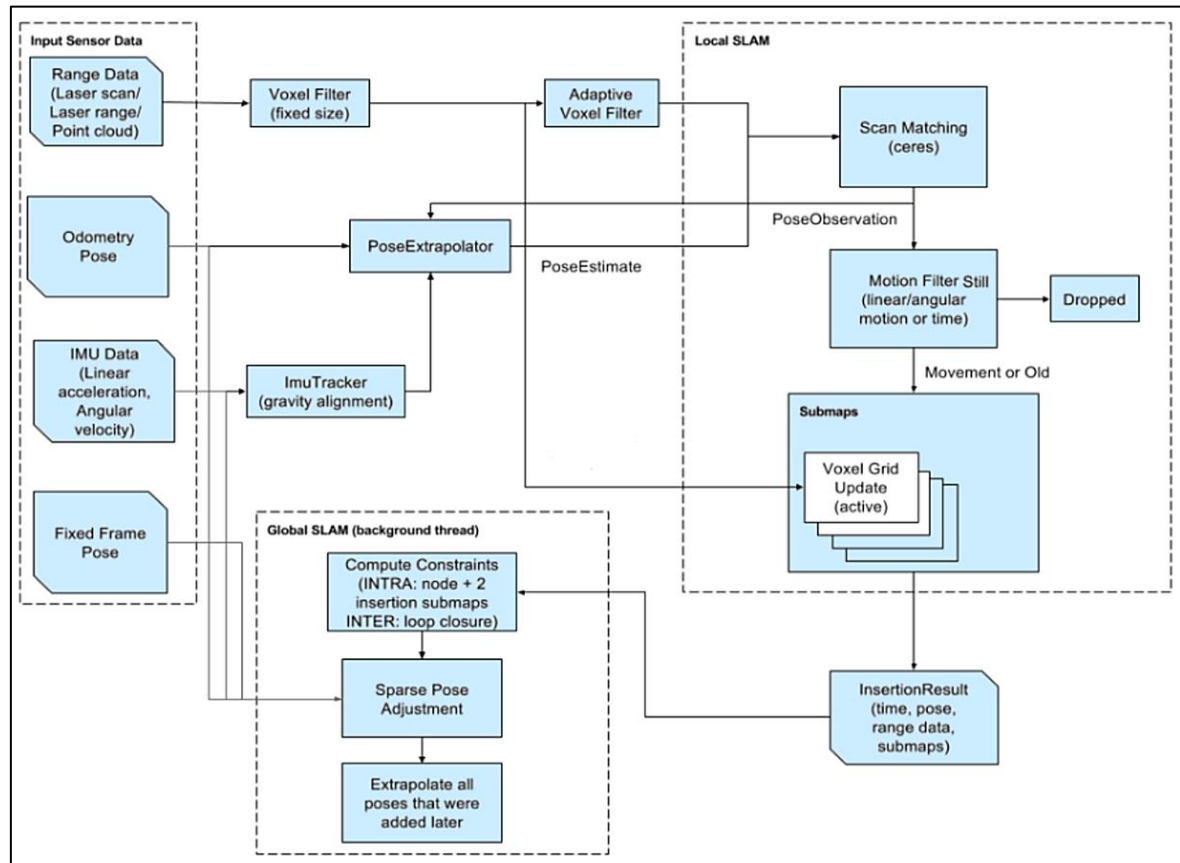 Input Sensor Data
Range Data
(Laser scan/
Laser range/
Point cloud)
Voxel Filter
(fixed size)
Adaptive
Voxel Filter
Local SLAM
Scan Matching
(ceres)
PoseObservation
Odometry
Pose
PoseExtrapolator
PoseEstimate
Motion Filter Still
(linear/angular
motion or time)
Dropped
IMU Data
(Linear
acceleration,
Angular
velocity)
ImuTracker
(gravity alignment)
Movement or Old
Submaps
Voxel Grid
Update
(active)
Fixed Frame
Pose
Global SLAM (background thread)
Compute Constraints
(INTRA: node + 2
insertion submaps
INTER: loop closure)
Sparse Pose
Adjustment
Extrapolate all
poses that were
added later
InsertionResult
(time, pose,
range data,
submaps)